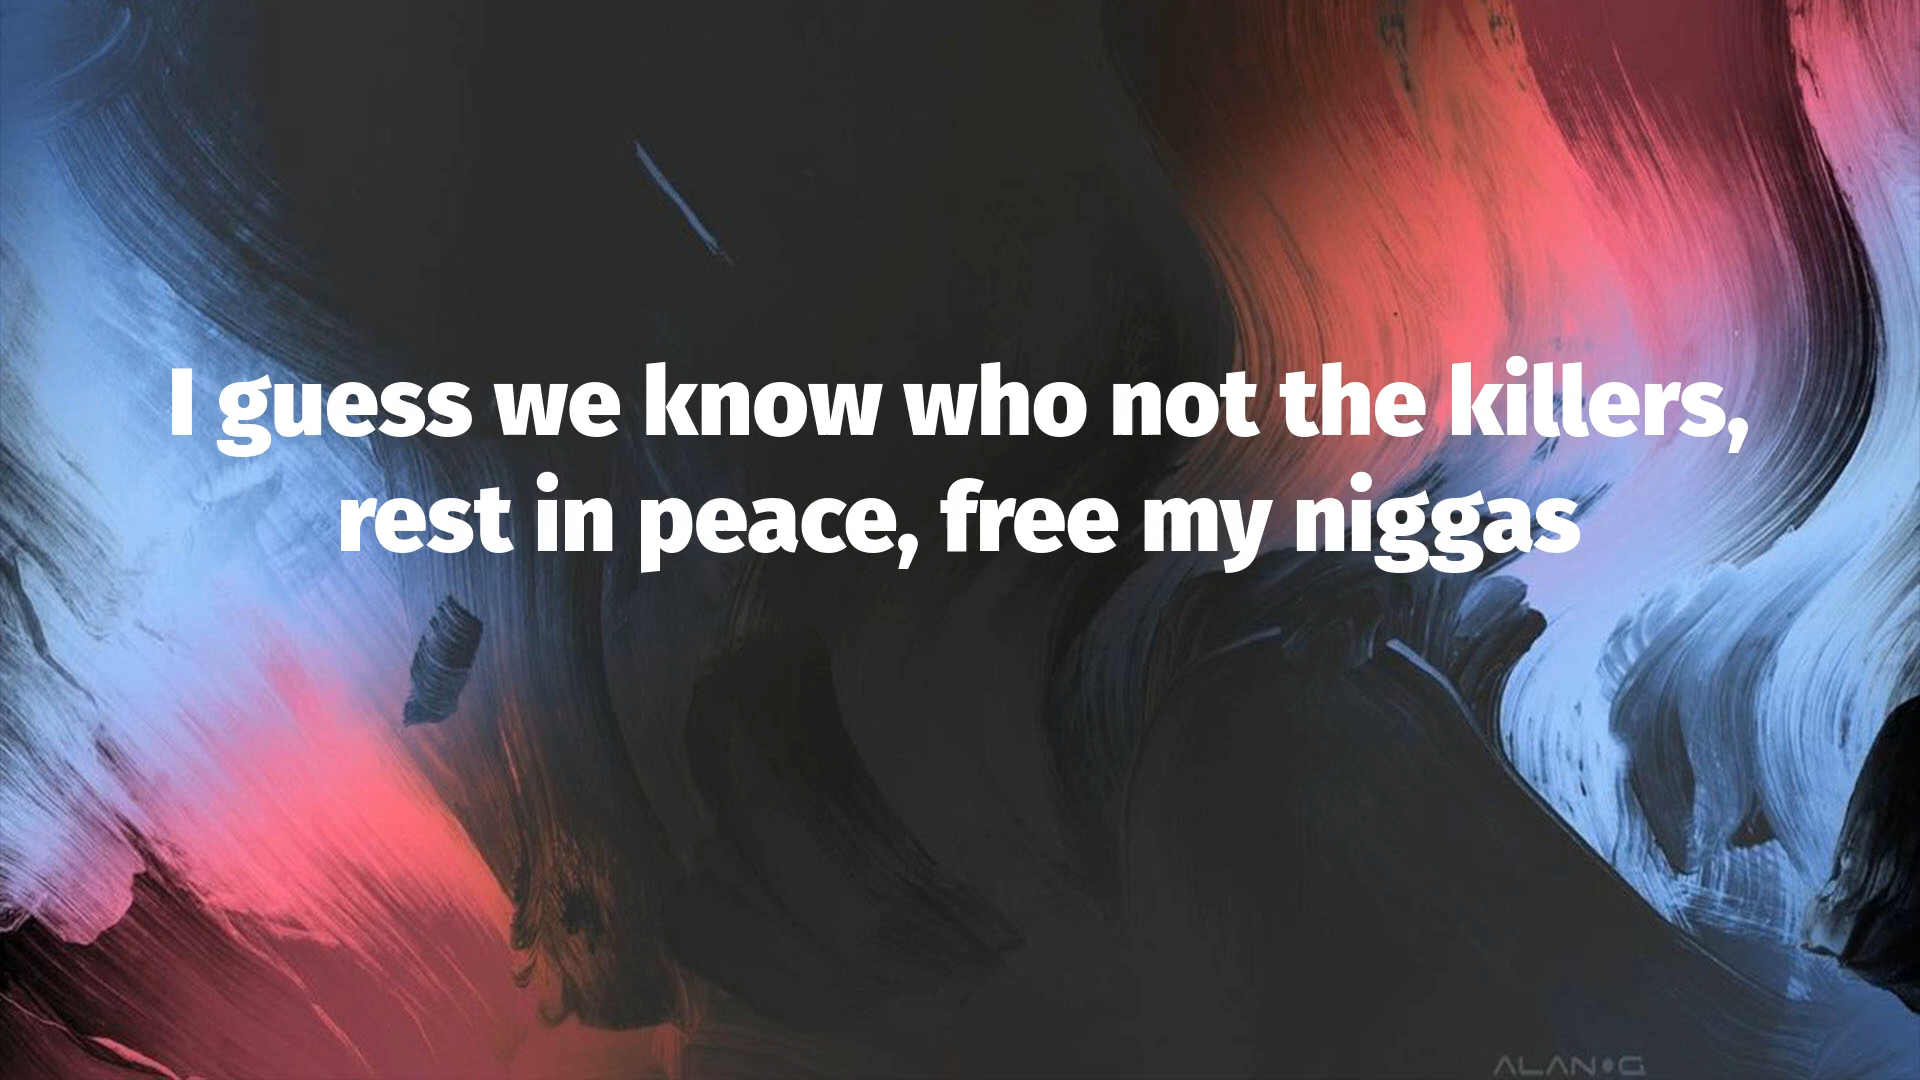 I guess we know who not the killers,
rest in peace, free my niggas
ALAN•G